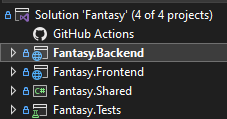 Solution 'Fantasy' (4 of 4 projects)
GitHub Actions
Fantasy.Backend
Fantasy.Frontend
C# Fantasy.Shared
Fantasy.Tests